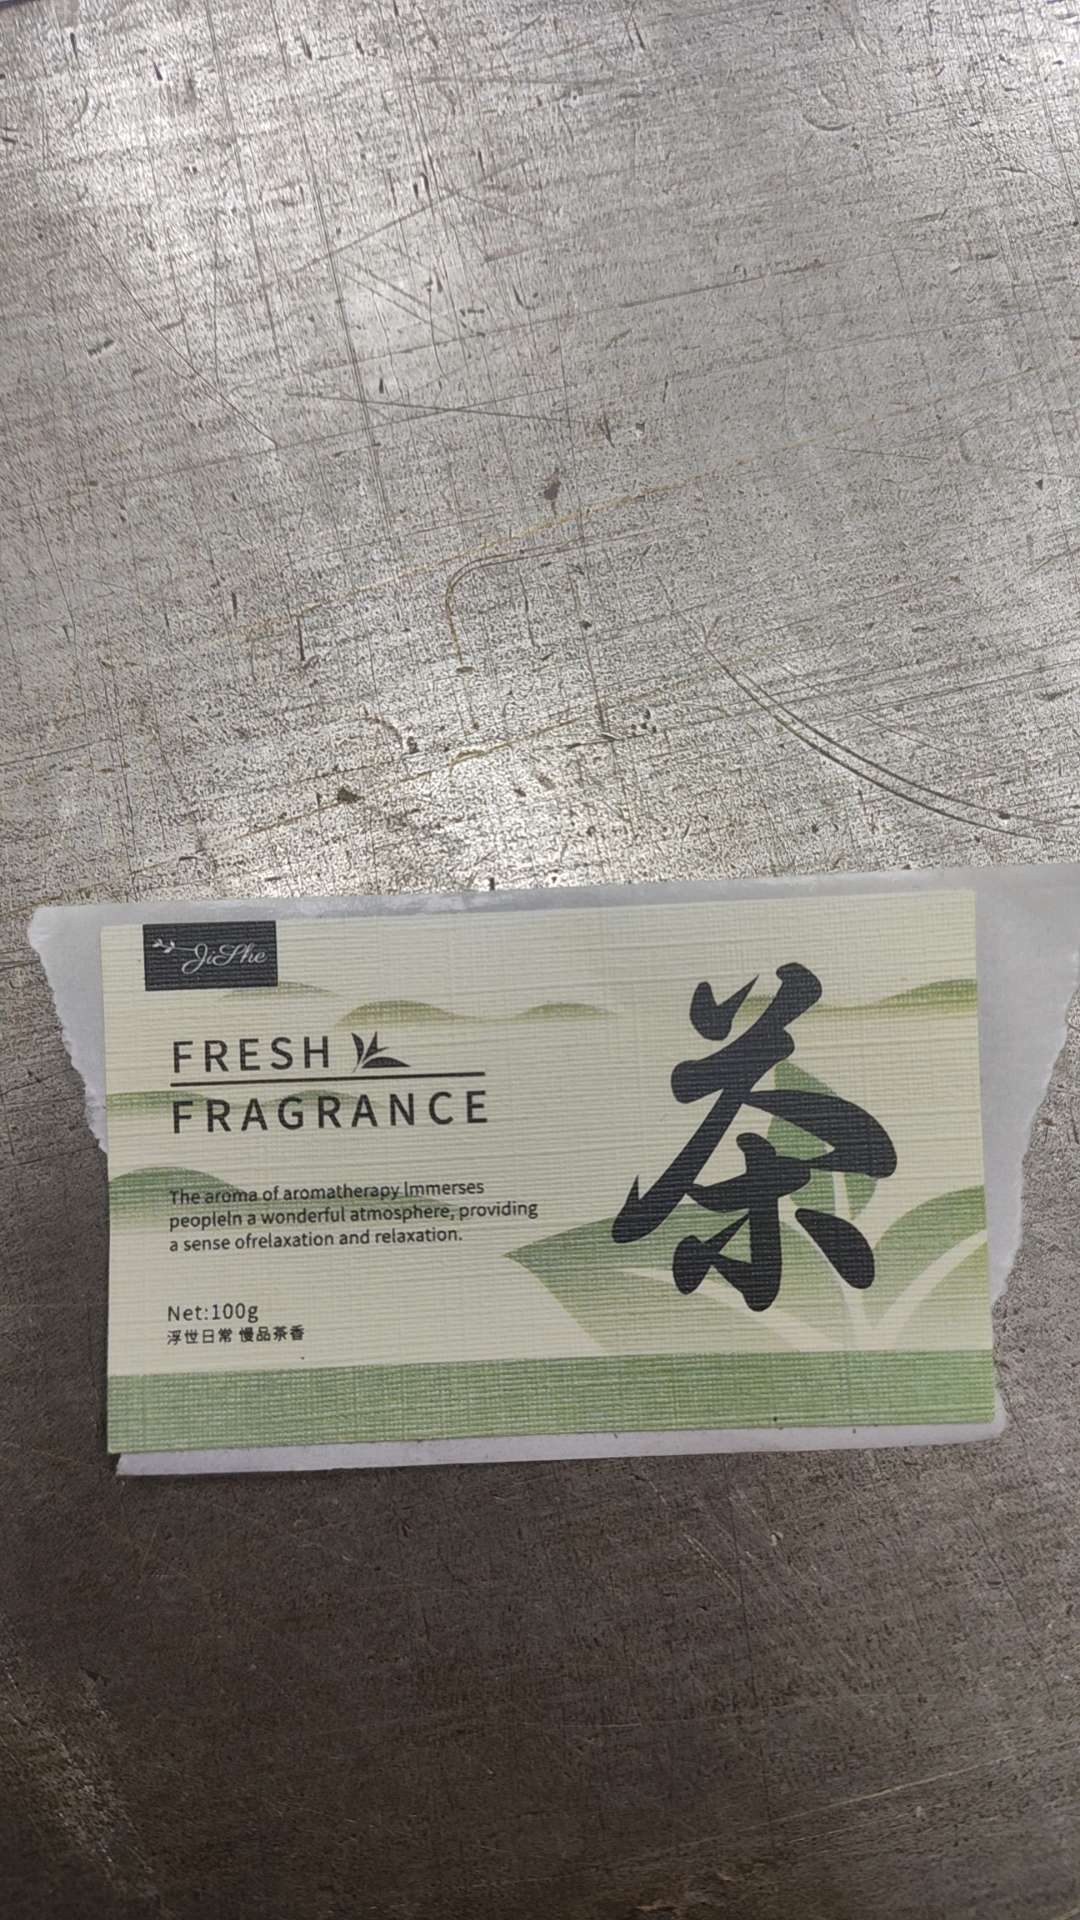 JiShe
FRESH
FRAGRANCE
茶
The aroma of aromatherapy Immerses
peopleIn a wonderful atmosphere, providing
a sense ofrelaxation and relaxation.
Net:100g
浮世日常 慢品茶香